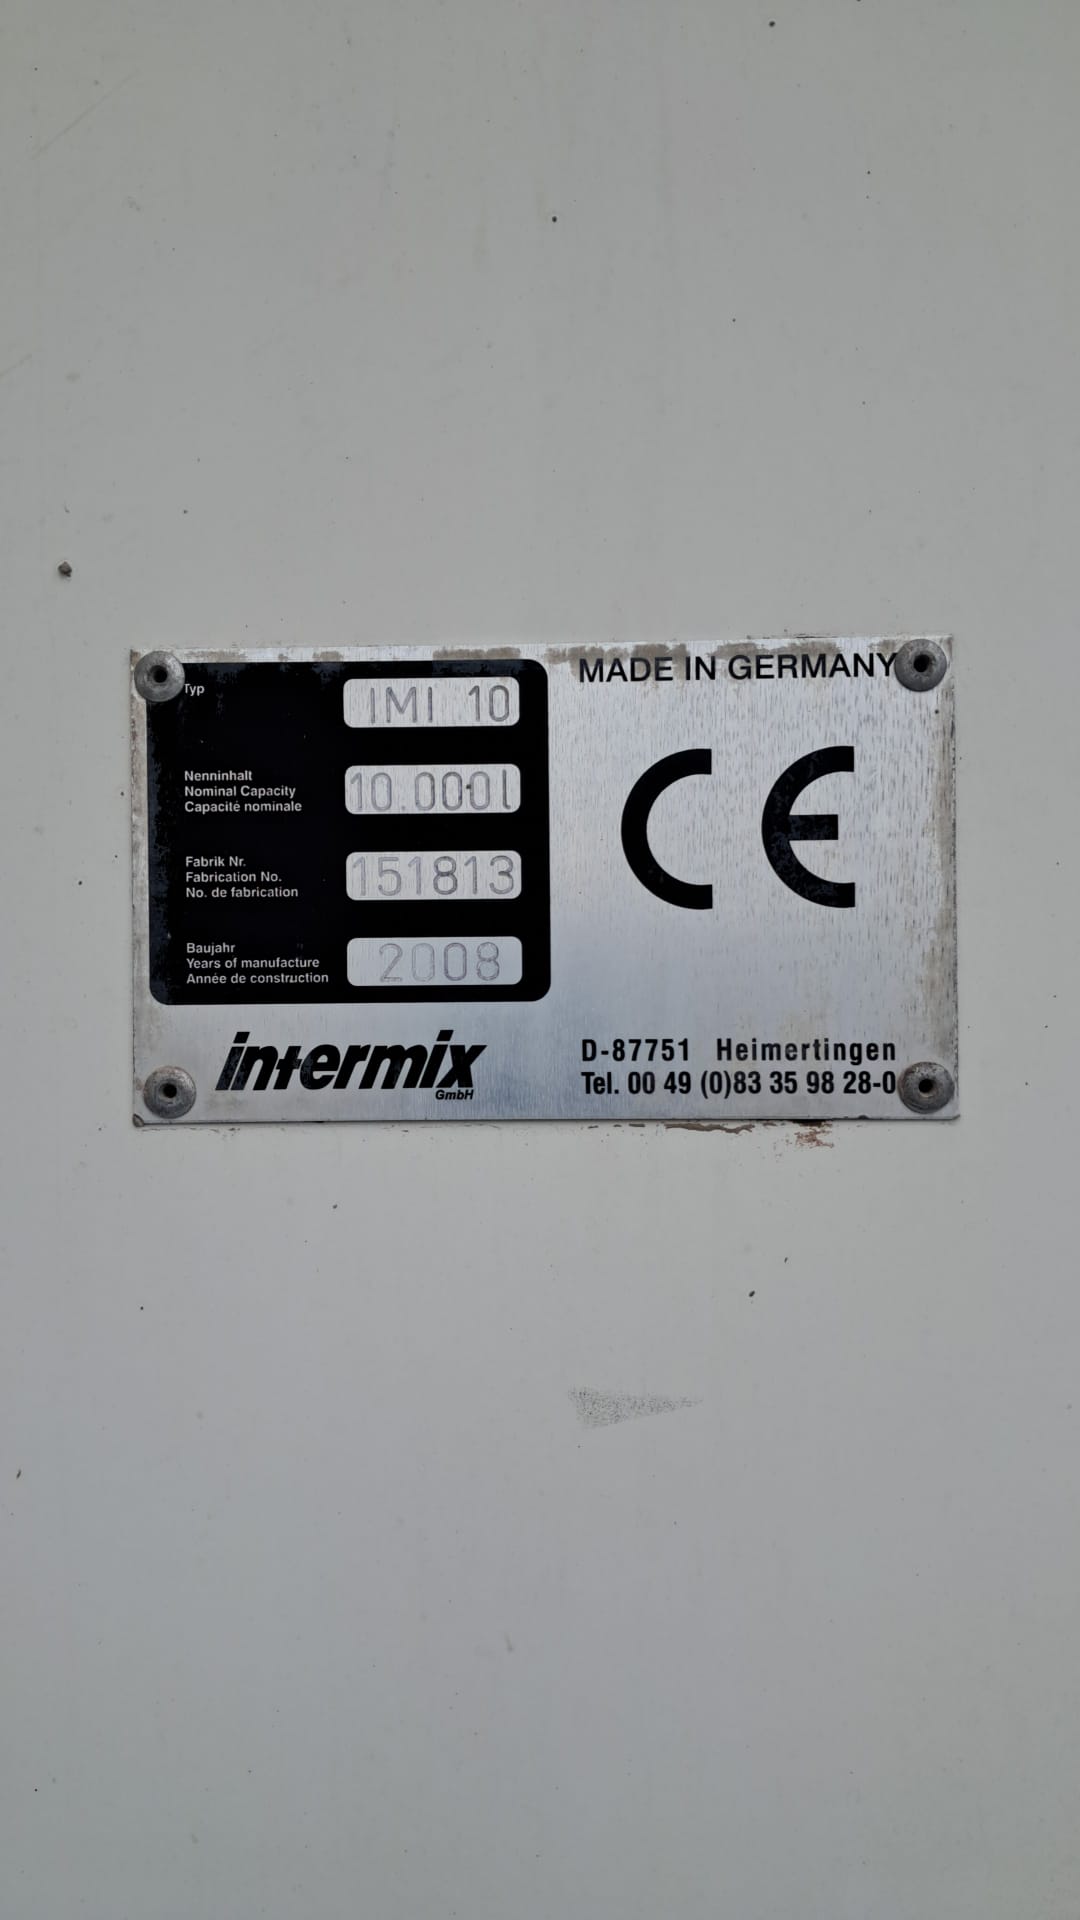 Typ
IMI 10
Nenninhalt
Nominal Capacity
Capacité nominale
10.000l
Fabrik Nr.
Fabrication No.
No. de fabrication
151813
Baujahr
Years of manufacture
Année de construction
2008
intermix
GmbH
MADE IN GERMANY
CE
D-87751 Heimertingen
Tel. 00 49 (0)83 35 98 28-0